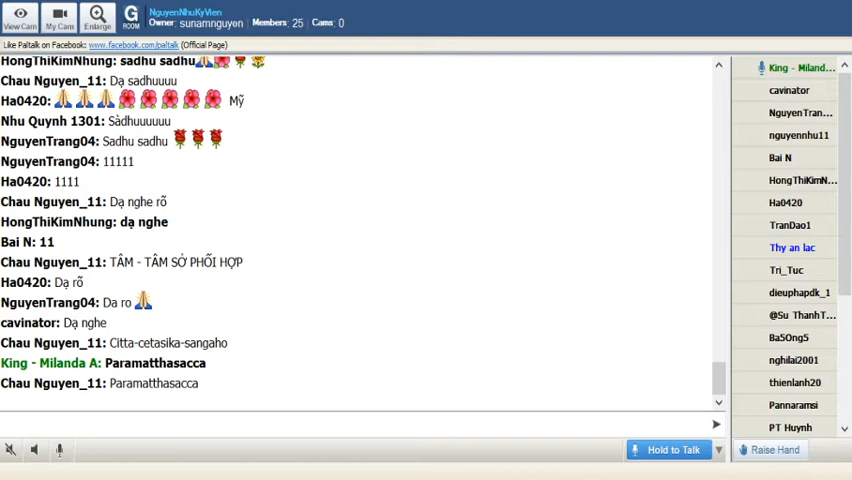 View Cam
My Cam
Enlarge
G
ROOM
NguyenNhuKyVien
Owner: sunamnguyen Members: 25 Cams: 0
Like Paltalk on Facebook: www.facebook.com/paltalk (Official Page)
HongThiKimNhung: sadhu sadhu
Chau Nguyen_11: Dạ sadhuuuu
Ha0420: Mỹ
Nhu Quynh 1301: Sàdhuuuuuu
NguyenTrang04: Sadhu sadhu
NguyenTrang04: 11111
Ha0420: 1111
Chau Nguyen_11: Dạ nghe rõ
HongThiKimNhung: dạ nghe
Bai N: 11
Chau Nguyen_11: TÂM - TÂM SỞ PHỐI HỢP
Ha0420: Dạ rõ
NguyenTrang04: Da ro
cavinator: Dạ nghe
Chau Nguyen_11: Citta-cetasika-sangaho
King - Milanda A: Paramatthasacca
Chau Nguyen_11: Paramatthasacca
King - Miland...
cavinator
NguyenTran...
nguyennhu11
Bai N
HongThiKimN...
Ha0420
TranDao1
Thy an lac
Tri_Tuc
dieuphapdk_1
@Su ThanhT...
Ba5Ong5
nghilai2001
thienlanh20
Pannaramsi
PT Huynh
Hold to Talk
Raise Hand